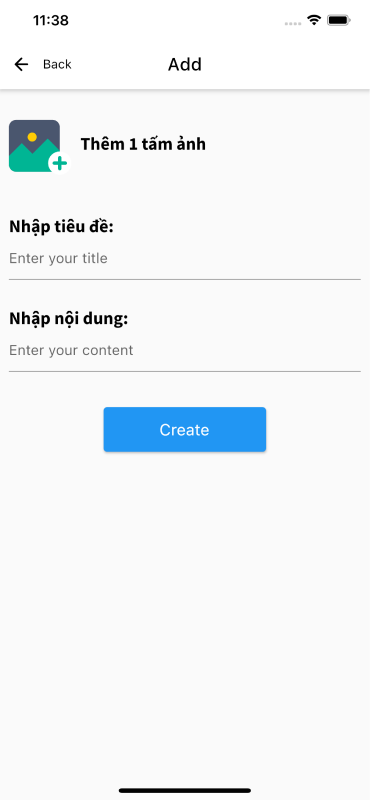 11:38
Back
Add
Thêm 1 tấm ảnh
Nhập tiêu đề:
Enter your title
Nhập nội dung:
Enter your content
Create